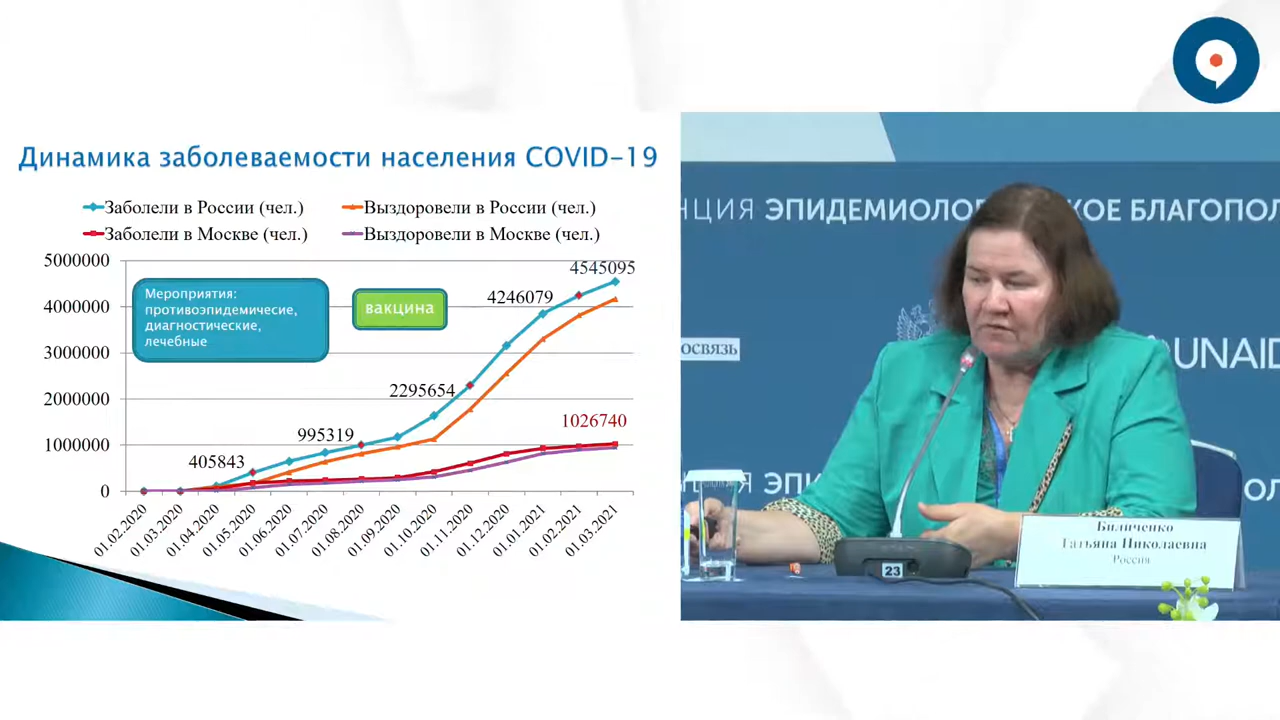 Динамика заболеваемости населения COVID-19
Заболели в России (чел.)
Выздоровели в России (чел.)
Заболели в Москве (чел.)
Выздоровели в Москве (чел.)
5000000
4000000
3000000
2000000
1000000
0
Мероприятия:
противоэпидемичесие,
диагностические,
лечебные
вакцина
405843
995319
2295654
4246079
4545095
1026740
01.02.2020
01.03.2020
01.04.2020
01.05.2020
01.06.2020
01.07.2020
01.08.2020
01.09.2020
01.10.2020
01.11.2020
01.12.2020
01.01.2021
01.02.2021
01.03.2021
НЦИЯ ЭПИДЕМИОЛО КОЕ БЛАГОПОЛ
ОСВЯЗЬ
UNAID
ЭПИ
ОЛ
23
Биличенко
Татьяна Николаевна
Россия